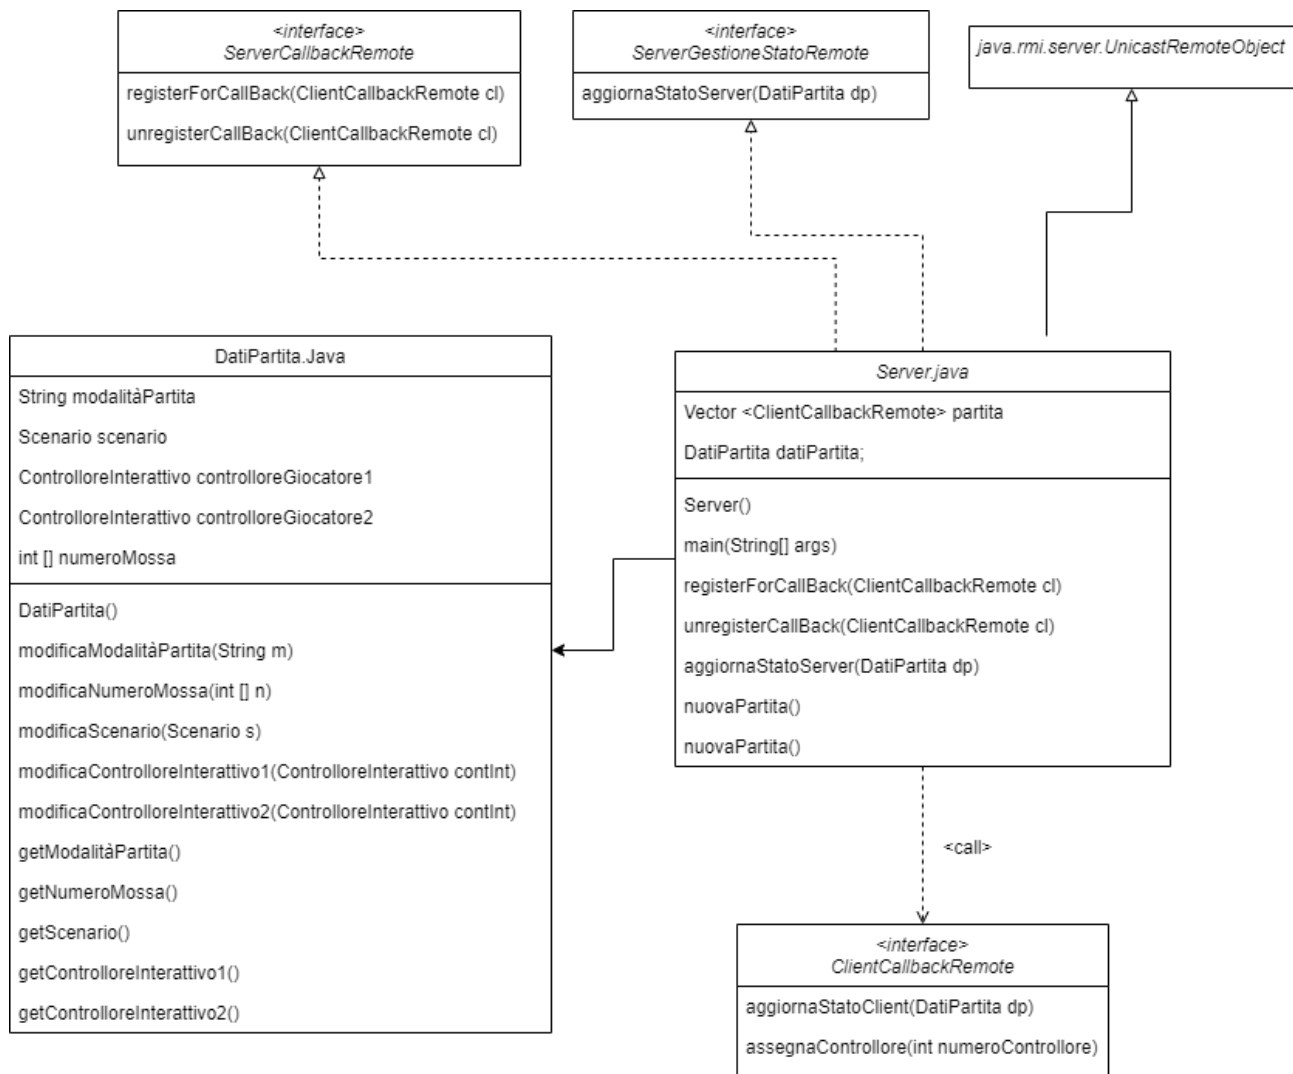 <interface>
ServerCallbackRemote
registerForCallBack(ClientCallbackRemote cl)
unregisterCallBack(ClientCallbackRemote cl)
<interface>
ServerGestioneStatoRemote
aggiornaStatoServer(DatiPartita dp)
java.rmi.server.UnicastRemoteObject
DatiPartita.Java
String modalitàPartita
Scenario scenario
ControlloreInterattivo controlloreGiocatore1
ControlloreInterattivo controlloreGiocatore2
int [] numeroMossa
DatiPartita()
modificaModalitàPartita(String m)
modificaNumeroMossa(int [] n)
modificaScenario(Scenario s)
modificaControlloreInterattivo1(ControlloreInterattivo contInt)
modificaControlloreInterattivo2(ControlloreInterattivo contInt)
getModalitàPartita()
getNumeroMossa()
getScenario()
getControlloreInterattivo1()
getControlloreInterattivo2()
Server.java
Vector <ClientCallbackRemote> partita
DatiPartita datiPartita;
Server()
main(String[] args)
registerForCallBack(ClientCallbackRemote cl)
unregisterCallBack(ClientCallbackRemote cl)
aggiornaStatoServer(DatiPartita dp)
nuovaPartita()
nuovaPartita()
<call>
<interface>
ClientCallbackRemote
aggiornaStatoClient(DatiPartita dp)
assegnaControllore(int numeroControllore)